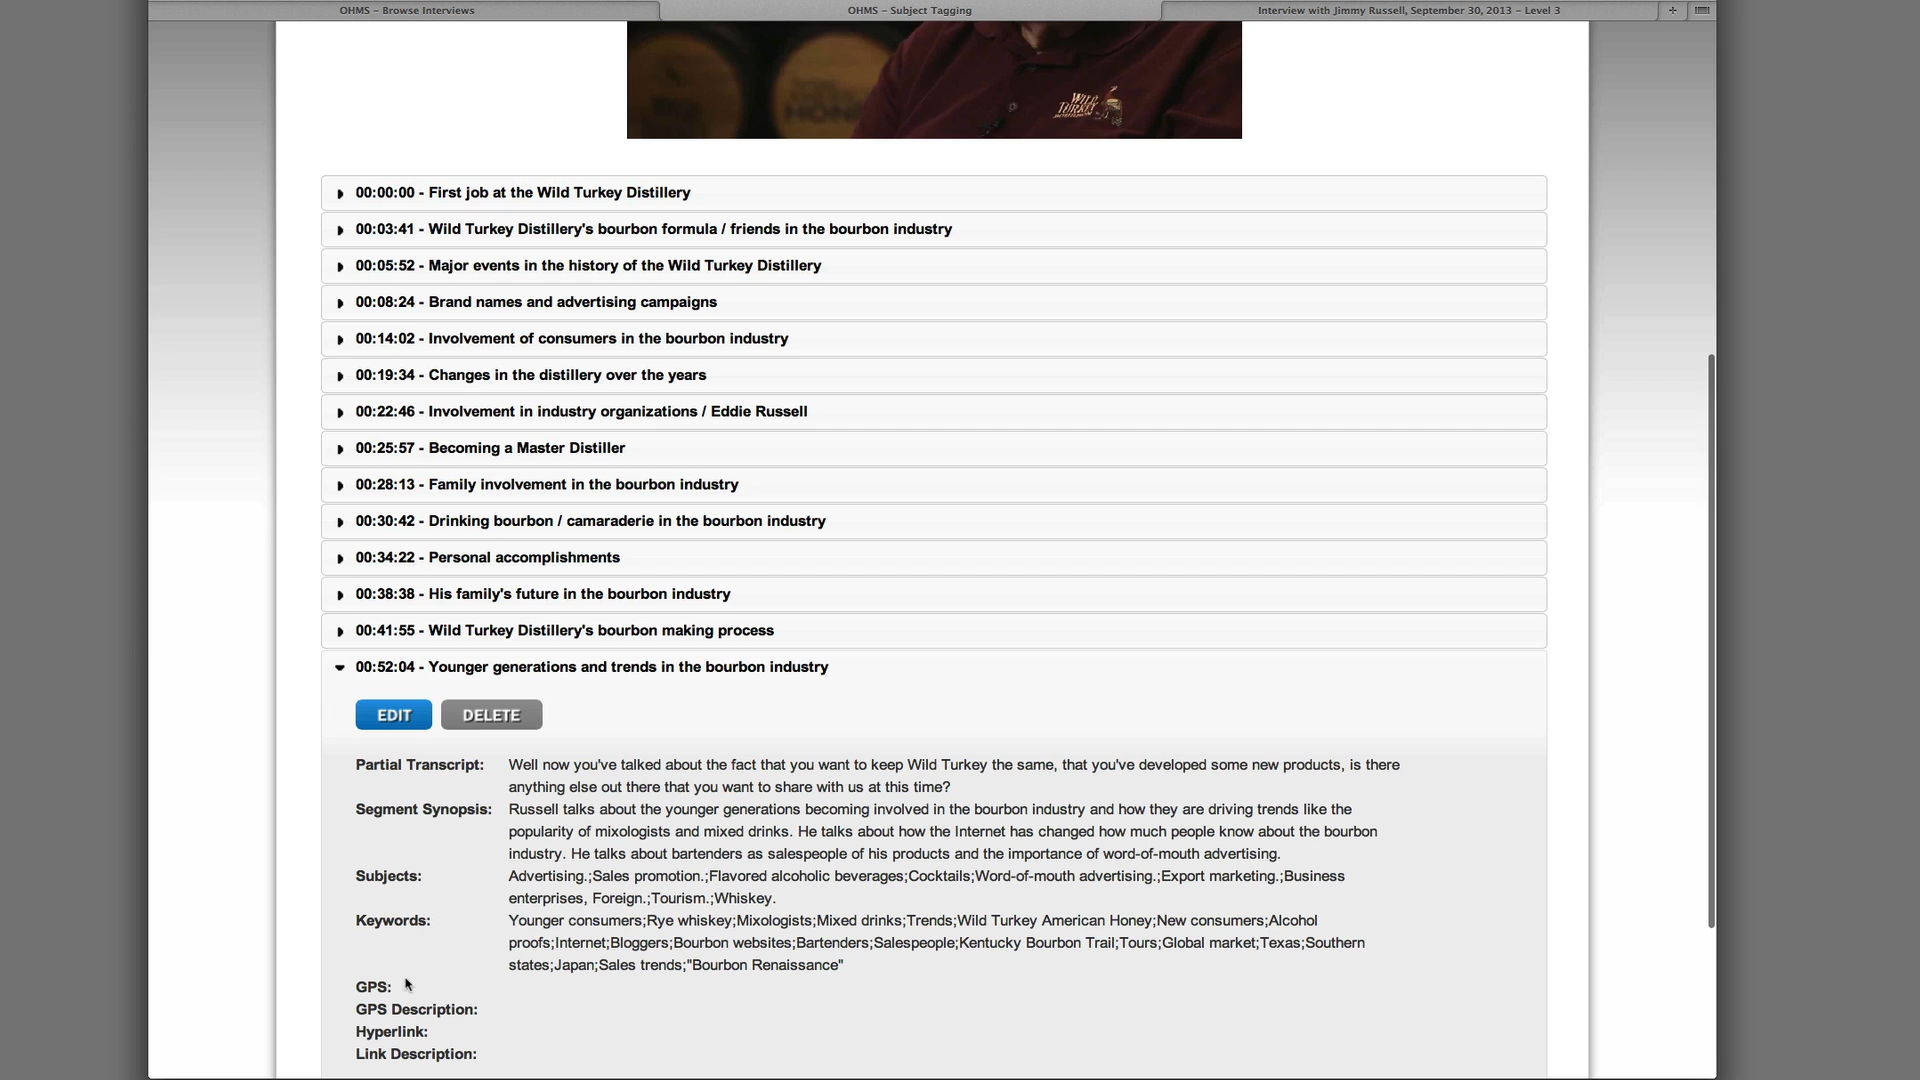 OHMS – Browse Interviews
OHMS – Subject Tagging
Interview with Jimmy Russell, September 30, 2013 – Level 3
WILD
TURKEY
00:00:00 - First job at the Wild Turkey Distillery
00:03:41 - Wild Turkey Distillery's bourbon formula / friends in the bourbon industry
00:05:52 - Major events in the history of the Wild Turkey Distillery
00:08:24 - Brand names and advertising campaigns
00:14:02 - Involvement of consumers in the bourbon industry
00:19:34 - Changes in the distillery over the years
00:22:46 - Involvement in industry organizations / Eddie Russell
00:25:57 - Becoming a Master Distiller
00:28:13 - Family involvement in the bourbon industry
00:30:42 - Drinking bourbon / camaraderie in the bourbon industry
00:34:22 - Personal accomplishments
00:38:38 - His family's future in the bourbon industry
00:41:55 - Wild Turkey Distillery's bourbon making process
00:52:04 - Younger generations and trends in the bourbon industry
EDIT DELETE
Partial Transcript: Well now you've talked about the fact that you want to keep Wild Turkey the same, that you've developed some new products, is there
anything else out there that you want to share with us at this time?
Segment Synopsis: Russell talks about the younger generations becoming involved in the bourbon industry and how they are driving trends like the
popularity of mixologists and mixed drinks. He talks about how the Internet has changed how much people know about the bourbon
industry. He talks about bartenders as salespeople of his products and the importance of word-of-mouth advertising.
Subjects: Advertising.;Sales promotion.;Flavored alcoholic beverages;Cocktails;Word-of-mouth advertising.;Export marketing.;Business
enterprises, Foreign.;Tourism.;Whiskey.
Keywords: Younger consumers;Rye whiskey;Mixologists;Mixed drinks;Trends;Wild Turkey American Honey;New consumers;Alcohol
proofs;Internet;Bloggers;Bourbon websites;Bartenders;Salespeople;Kentucky Bourbon Trail;Tours;Global market;Texas;Southern
states;Japan;Sales trends;"Bourbon Renaissance"
GPS:
GPS Description:
Hyperlink:
Link Description: